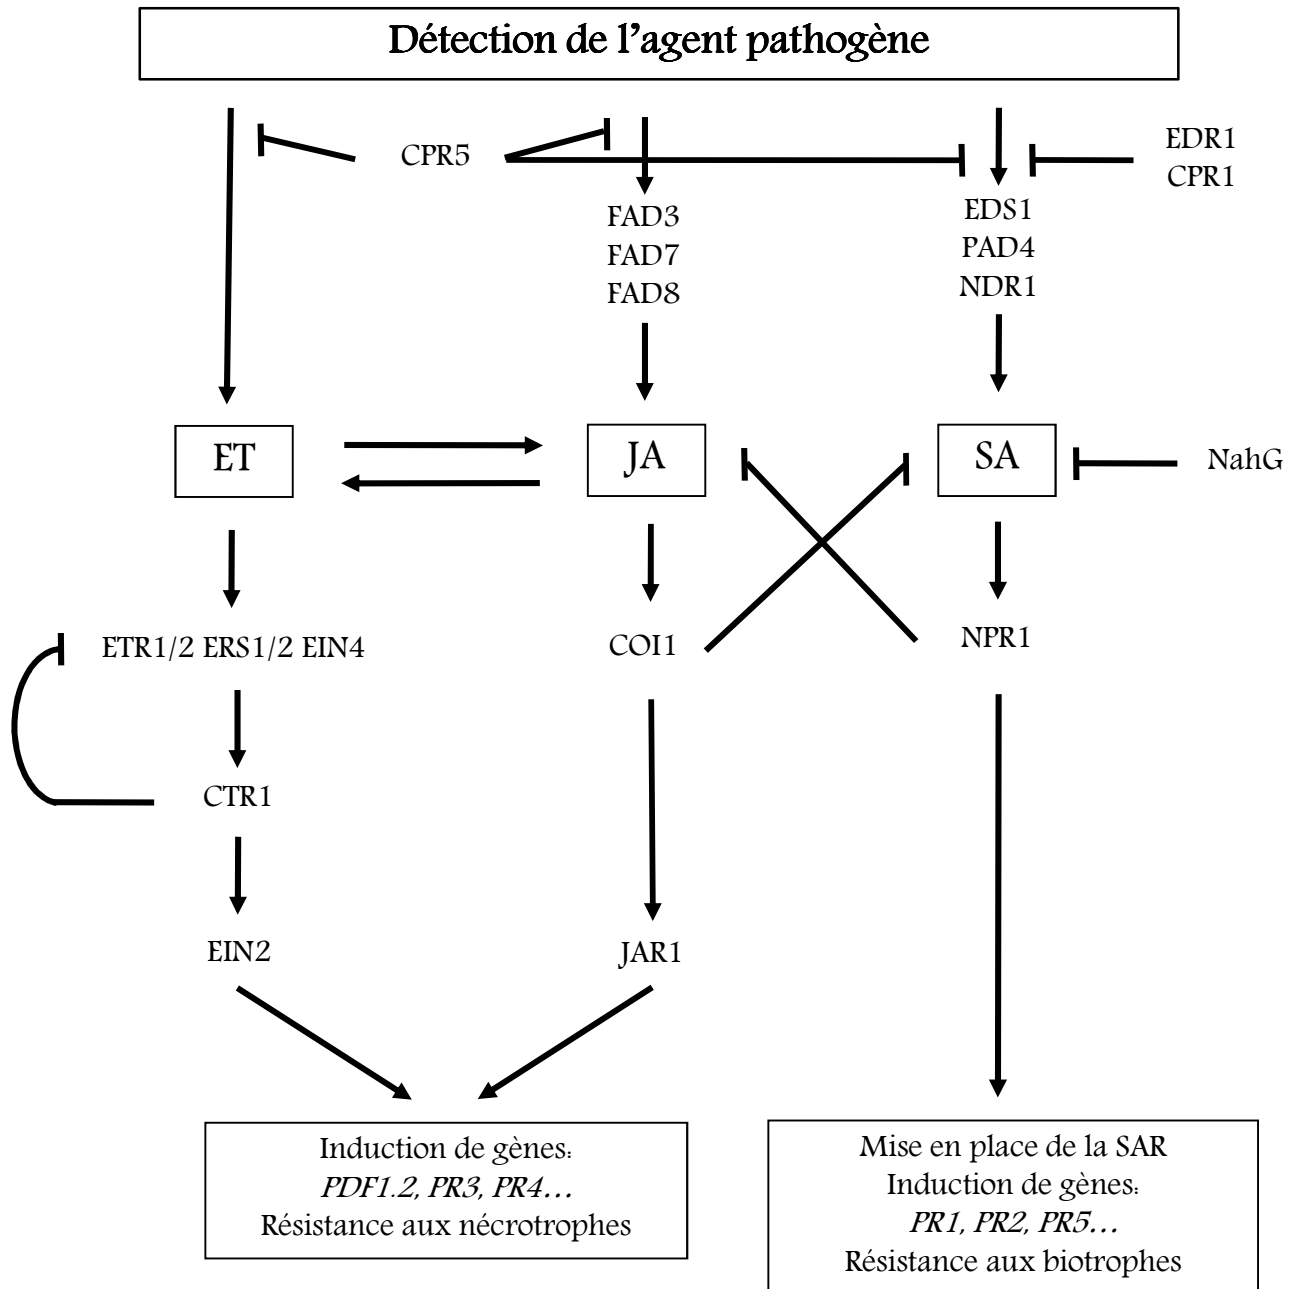 Détection de l'agent pathogène
CPR5
EDR1
CPR1
FAD3
FAD7
FAD8
EDS1
PAD4
NDR1
ET
JA
SA
NahG
ETR1/2 ERS1/2 EIN4
COI1
NPR1
CTR1
EIN2
JAR1
Induction de gènes:
PDF1.2, PR3, PR4...
Résistance aux nécrotrophes
Mise en place de la SAR
Induction de gènes:
PR1, PR2, PR5...
Résistance aux biotrophes